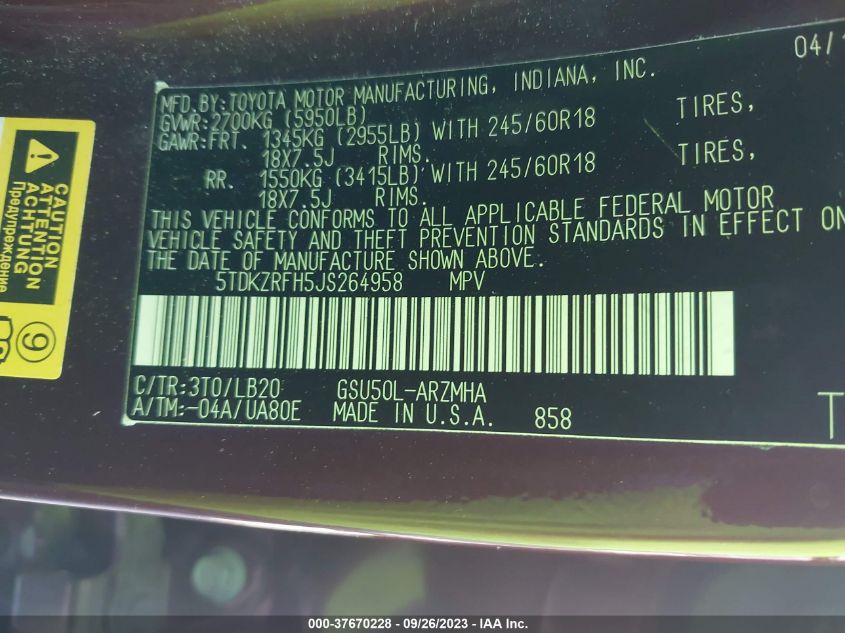 04/1
MFD. BY: TOYOTA MOTOR MANUFACTURING, INDIANA, INC.
GVWR: 2700KG (5950LB)
GAWR: FRT. 1345KG (2955LB) WITH 245/60R18 TIRES,
18X7.5J RIMS.
RR. 1550KG (3415LB) WITH 245/60R18 TIRES,
18X7.5J RIMS.
THIS VEHICLE CONFORMS TO ALL APPLICABLE FEDERAL MOTOR
VEHICLE SAFETY AND THEFT PREVENTION STANDARDS IN EFFECT ON
THE DATE OF MANUFACTURE SHOWN ABOVE.
5TDKZRFH5JS264958 MPV
C/TR: 3T0/LB20 GSU50L-ARZMHA
A/TM: -04A/UA80E MADE IN U.S.A. 858
T
CAUTION
ATTENTION
ACHTUNG
Предупреждение
9
000-37670228 - 09/26/2023 - IAA Inc.